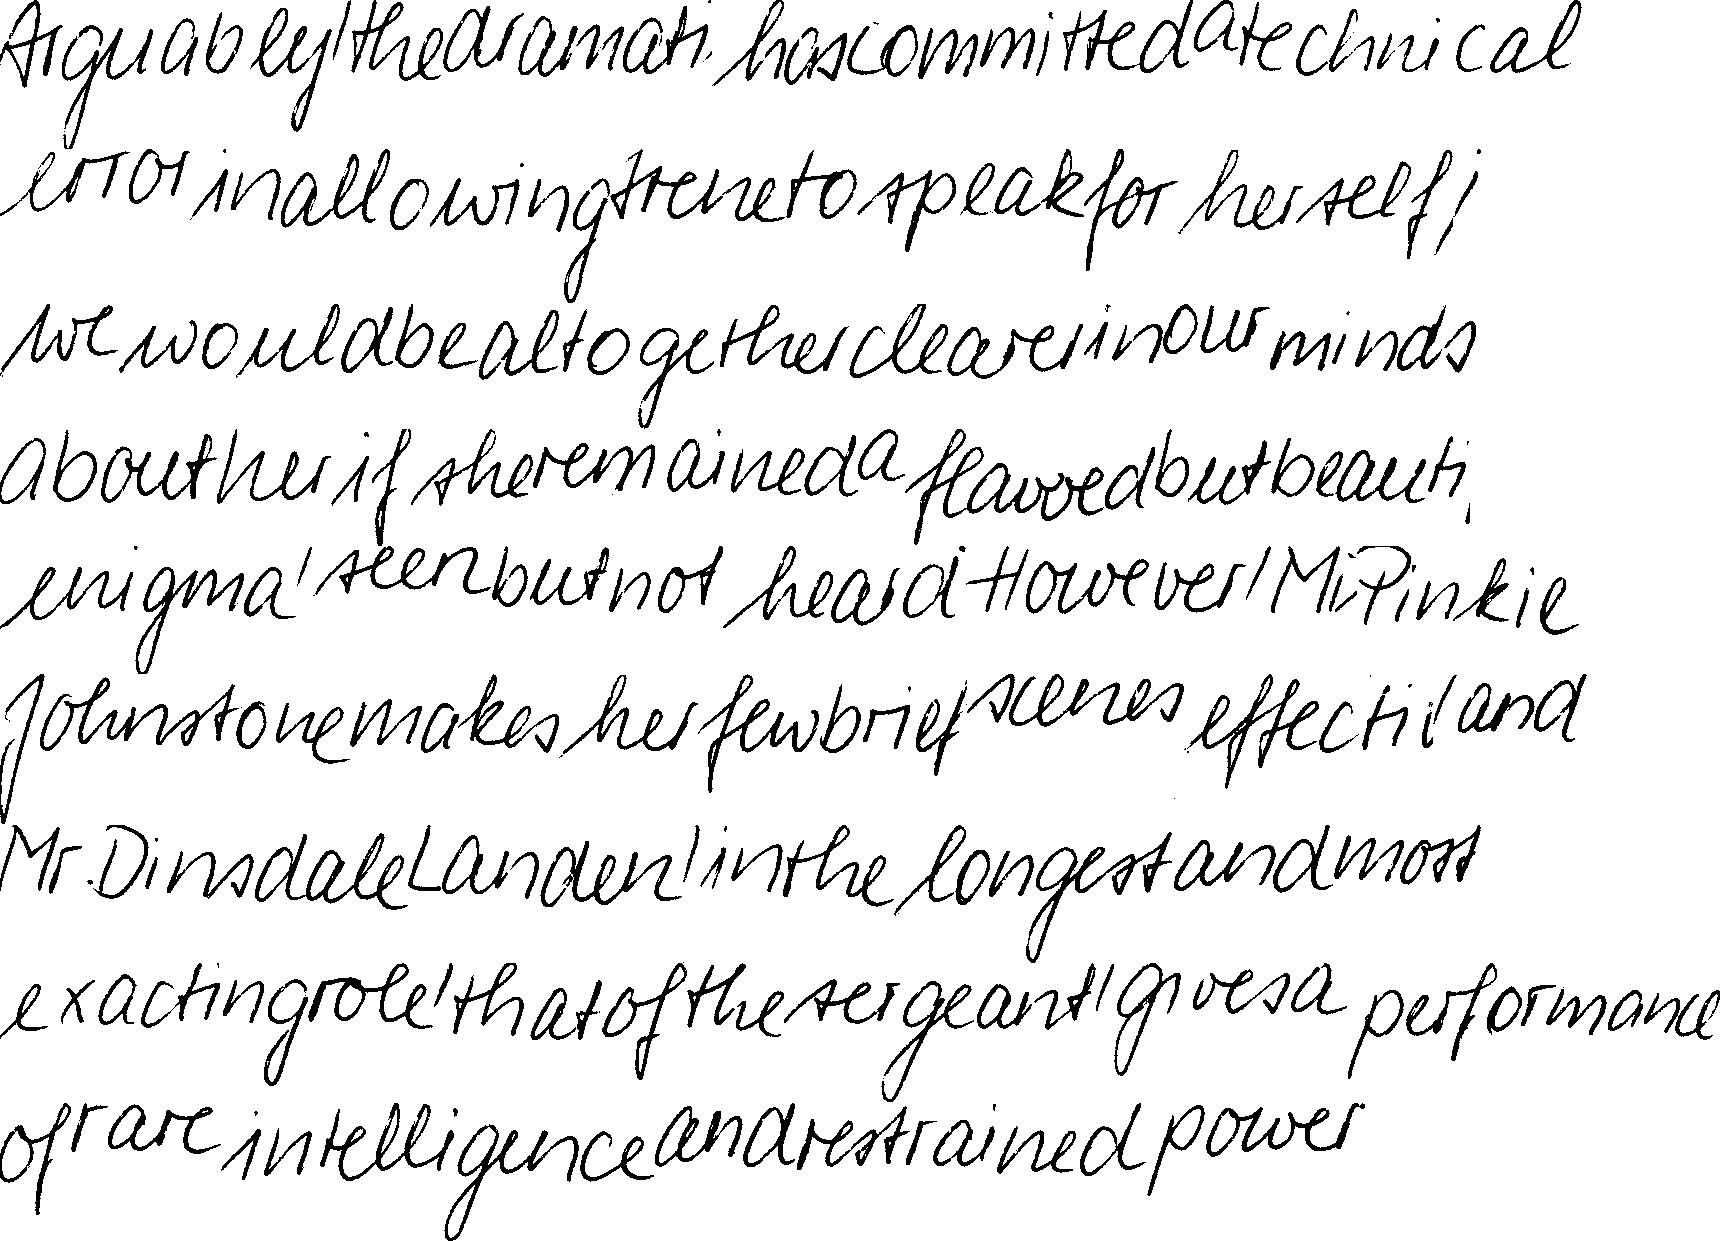 Arguably, the dramati has committed a technical
error in allowing Irene to speak for herself;
we would be altogether clearer in our minds
about her if she remained a flawed but beauti
enigma, seen but not heard However, Mr. Pinkie
Johnstone makes her few brief scenes effecti, and
Mr. Dinsdale Landen, in the longest and most
exacting role, that of the sergeant, gives a performance
of rare intelligence and restrained power